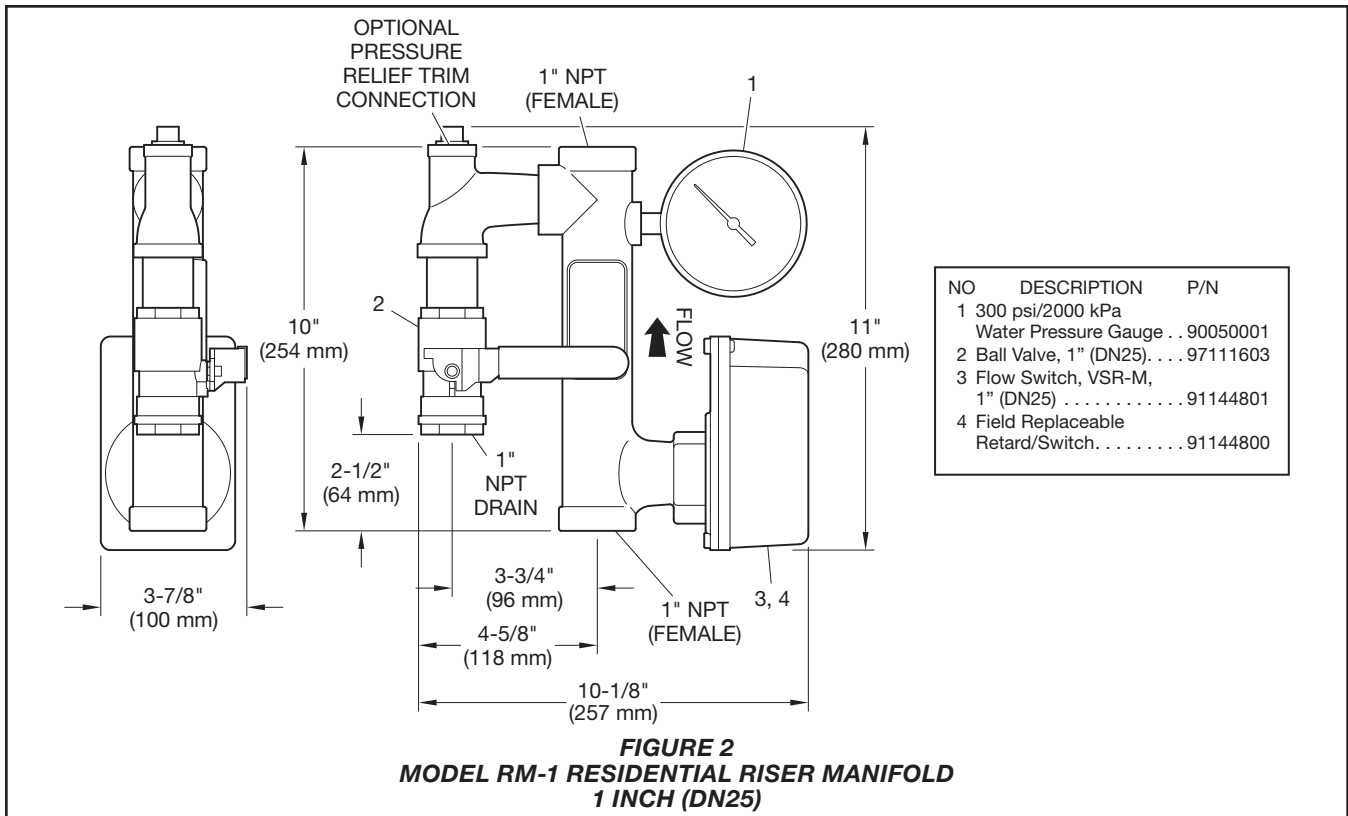 OPTIONAL
PRESSURE
RELIEF TRIM
CONNECTION
1" NPT
(FEMALE)
1
2
10"
(254 mm)
FLOW
11"
(280 mm)
2-1/2"
(64 mm)
1"
NPT
DRAIN
3-7/8"
(100 mm)
3-3/4"
(96 mm)
4-5/8"
(118 mm)
1" NPT
(FEMALE)
3, 4
10-1/8"
(257 mm)
NO DESCRIPTION P/N
1 300 psi/2000 kPa
Water Pressure Gauge . . 90050001
2 Ball Valve, 1” (DN25). . . . 97111603
3 Flow Switch, VSR-M,
1” (DN25) . . . . . . . . . . . . 91144801
4 Field Replaceable
Retard/Switch. . . . . . . . . 91144800
FIGURE 2
MODEL RM-1 RESIDENTIAL RISER MANIFOLD
1 INCH (DN25)